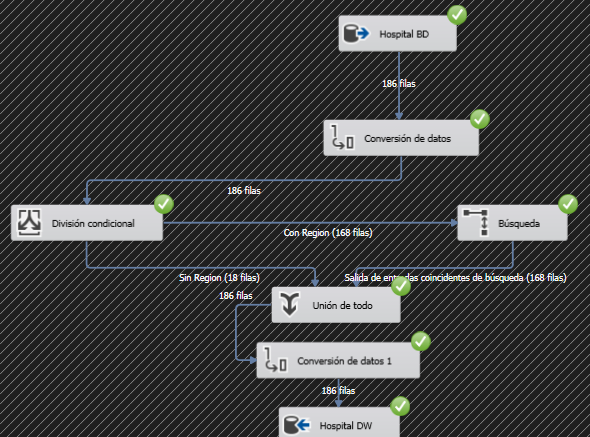 Hospital BD
186 filas
Conversión de datos
186 filas
División condicional
Con Region (168 filas)
Búsqueda
Sin Region (18 filas)
Salida de entradas coincidentes de búsqueda (168 filas)
186 filas
Unión de todo
Conversión de datos 1
186 filas
Hospital DW